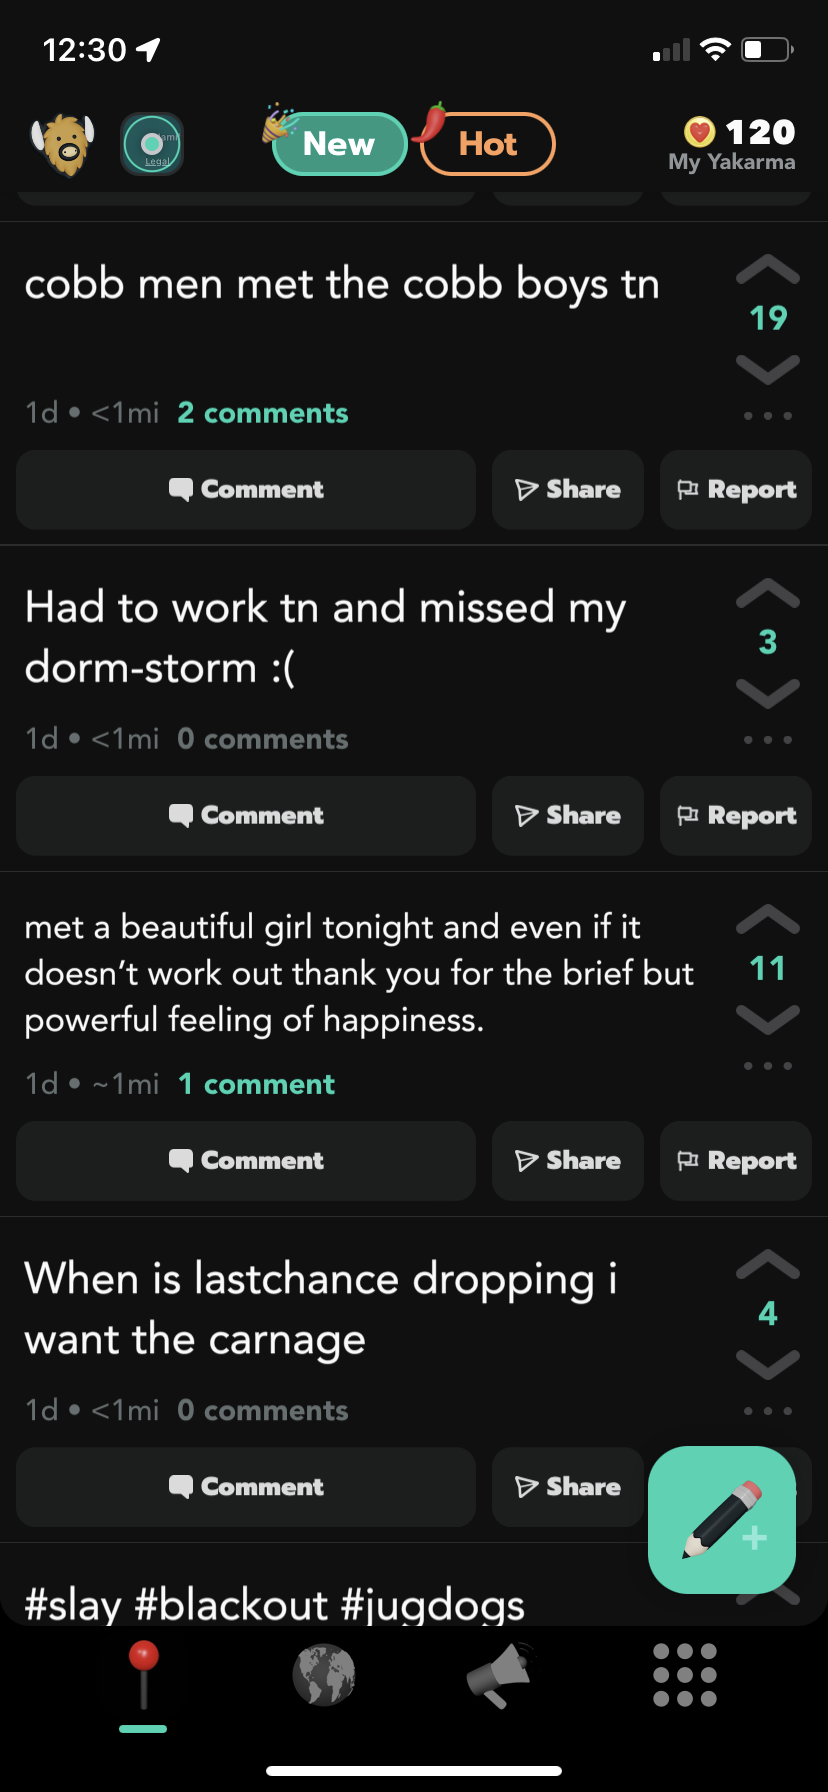 12:30
New
Hot
120
My Yakarma
Legal
cobb men met the cobb boys tn
19
1d • <1mi 2 comments
Comment
Share
Report
Had to work tn and missed my
dorm-storm :(
3
1d • <1mi 0 comments
Comment
Share
Report
met a beautiful girl tonight and even if it
doesn't work out thank you for the brief but
powerful feeling of happiness.
11
1d • ~1mi 1 comment
Comment
Share
Report
When is lastchance dropping i
want the carnage
4
1d • <1mi 0 comments
Comment
Share
#slay #blackout #jugdogs